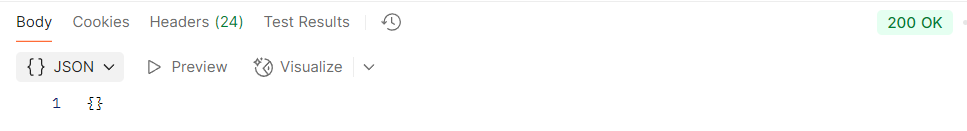 Body Cookies Headers (24) Test Results 200 OK
{} JSON Preview Visualize
1 {}